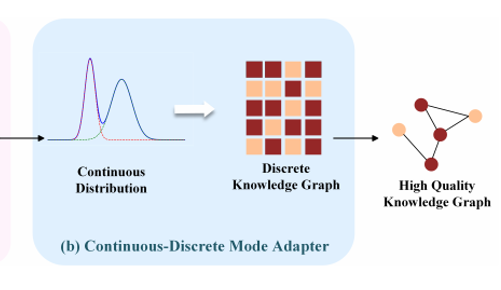 Continuous
Distribution
Discrete
Knowledge Graph
High Quality
Knowledge Graph
(b) Continuous-Discrete Mode Adapter